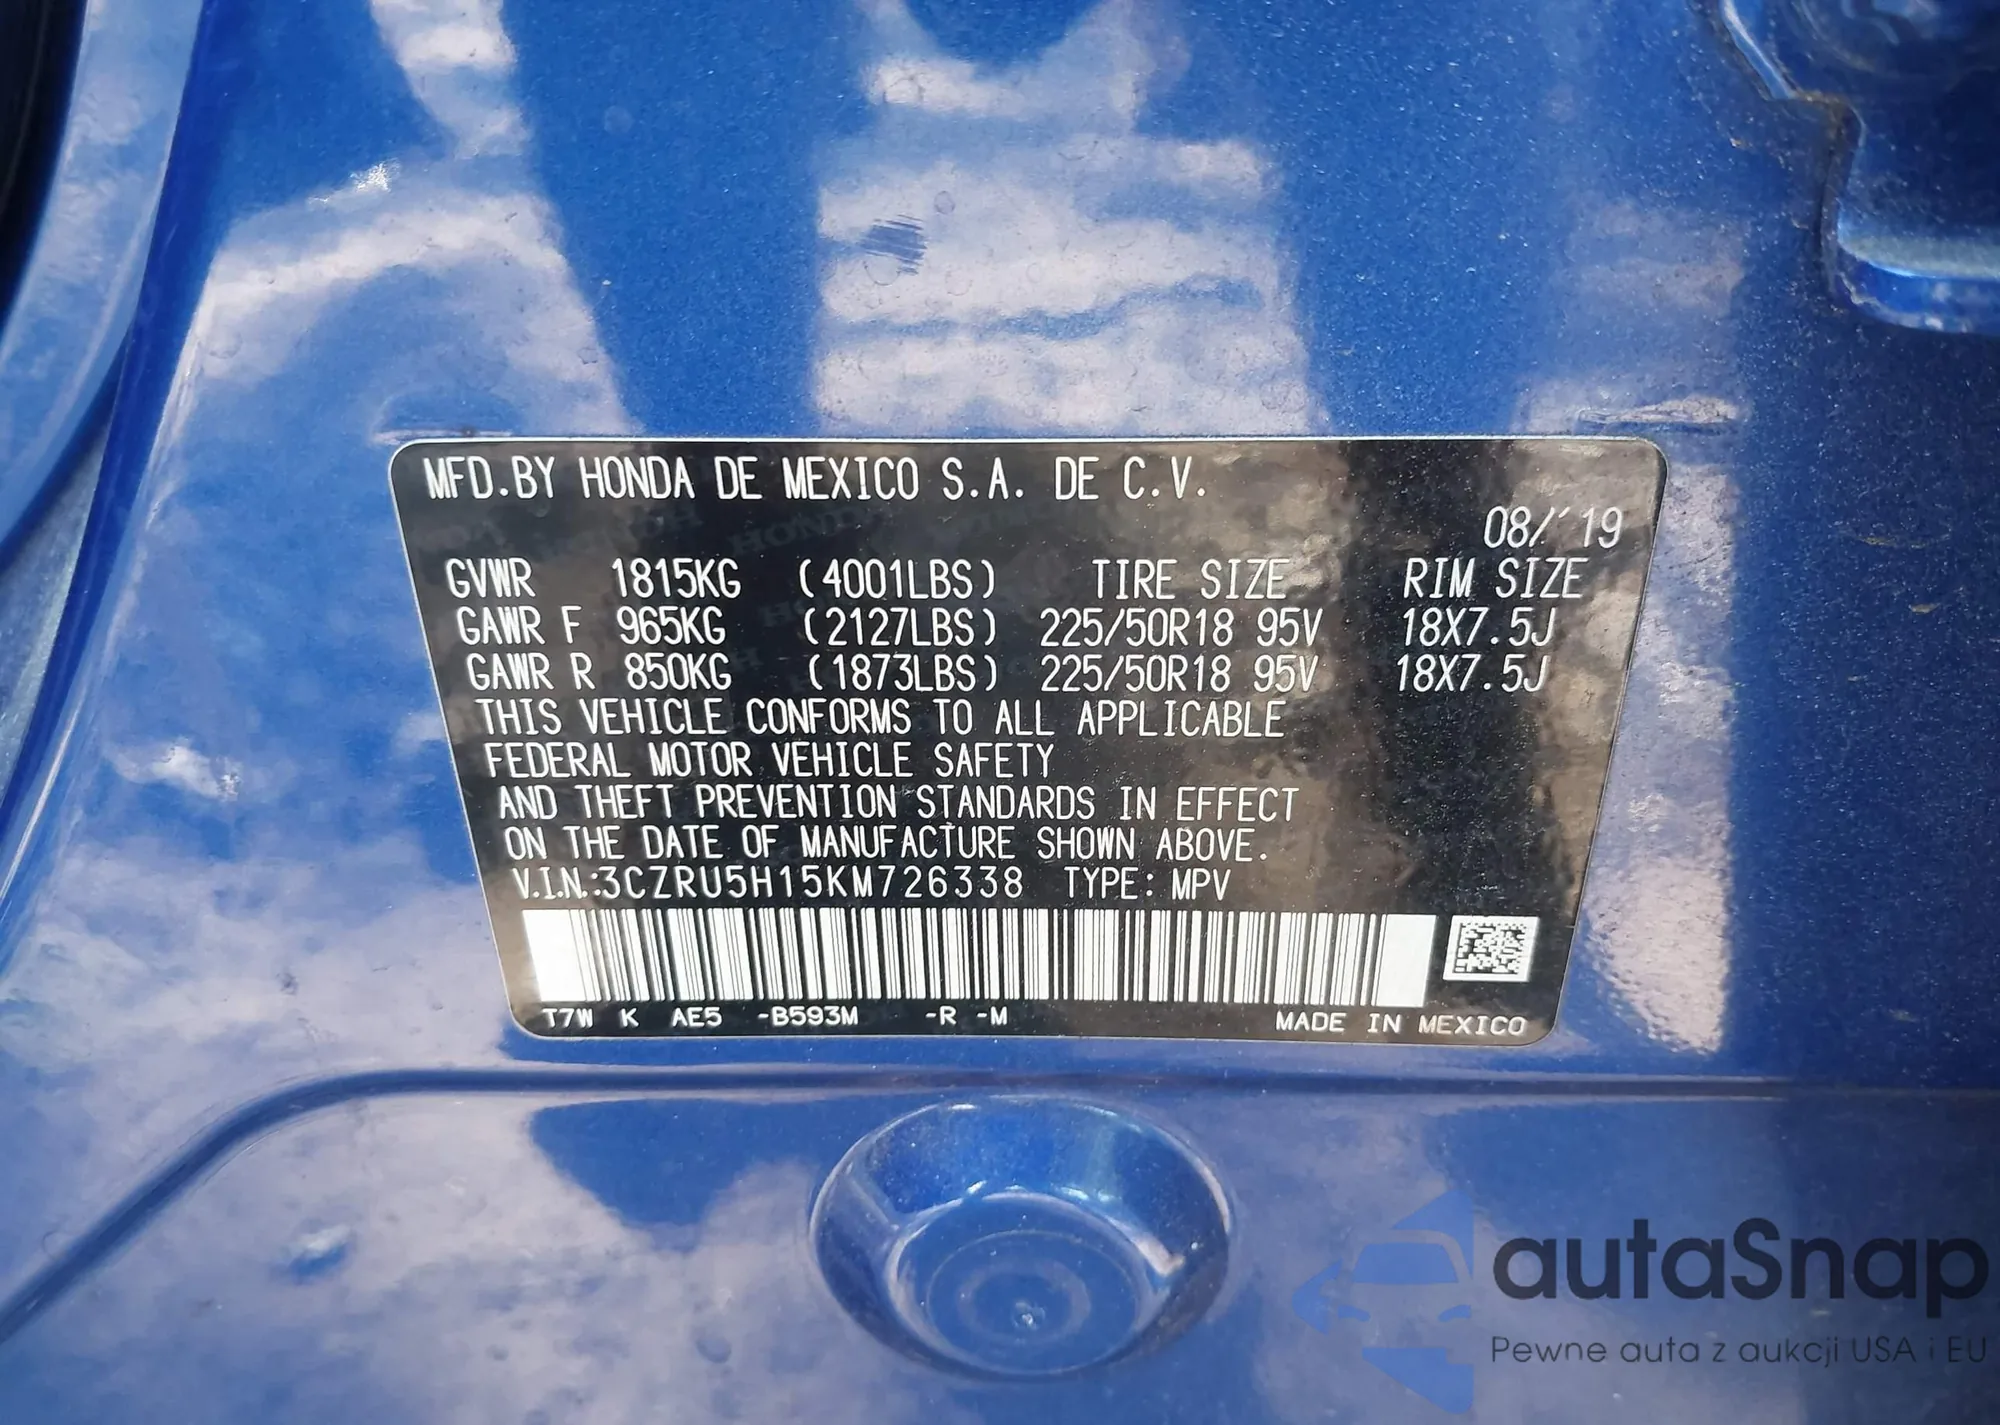 MFD.BY HONDA DE MEXICO S.A. DE C.V.
08/´19
GVWR 1815KG (4001LBS) TIRE SIZE RIM SIZE
GAWR F 965KG (2127LBS) 225/50R18 95V 18X7.5J
GAWR R 850KG (1873LBS) 225/50R18 95V 18X7.5J
THIS VEHICLE CONFORMS TO ALL APPLICABLE
FEDERAL MOTOR VEHICLE SAFETY
AND THEFT PREVENTION STANDARDS IN EFFECT
ON THE DATE OF MANUFACTURE SHOWN ABOVE.
V.I.N.:3CZRU5H15KM726338 TYPE: MPV
T7W K AE5 -B593M -R -M MADE IN MEXICO
autaSnap
Pewne auta z aukcji USA i EU